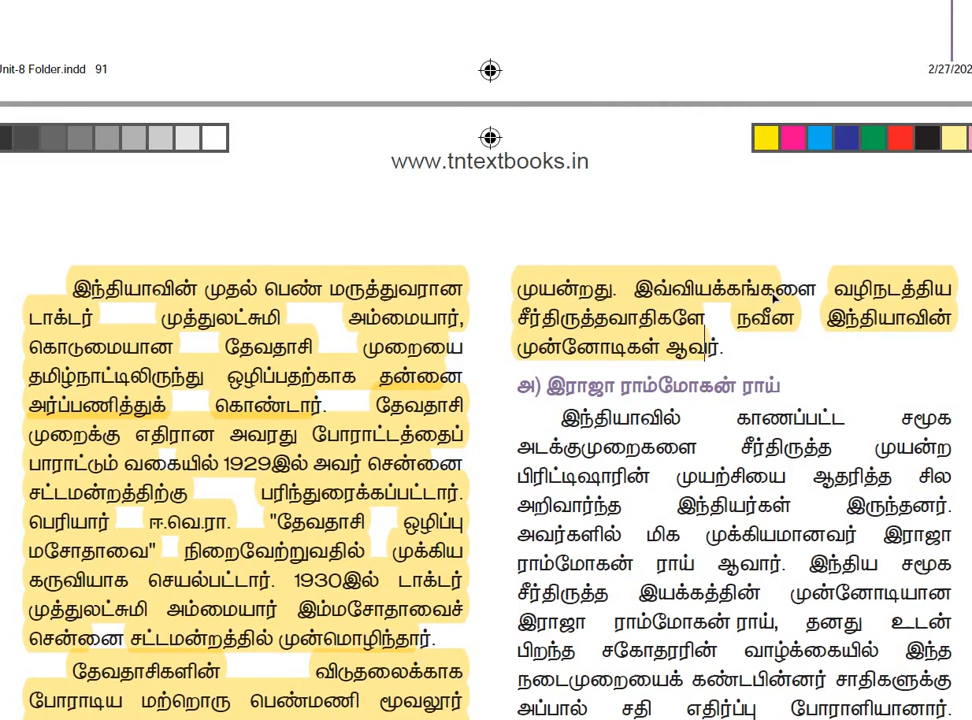 Unit-8 Folder.indd 91
2/27/202
www.tntextbooks.in
இந்தியாவின் முதல் பெண் மருத்துவரான
டாக்டர் முத்துலட்சுமி அம்மையார்,
கொடுமையான தேவதாசி முறையை
தமிழ்நாட்டிலிருந்து ஒழிப்பதற்காக தன்னை
அர்ப்பணித்துக் கொண்டார். தேவதாசி
முறைக்கு எதிரான அவரது போராட்டத்தைப்
பாராட்டும் வகையில் 1929இல் அவர் சென்னை
சட்டமன்றத்திற்கு பரிந்துரைக்கப்பட்டார்.
பெரியார் ஈ.வெ.ரா. "தேவதாசி ஒழிப்பு
மசோதாவை" நிறைவேற்றுவதில் முக்கிய
கருவியாக செயல்பட்டார். 1930இல் டாக்டர்
முத்துலட்சுமி அம்மையார் இம்மசோதாவைச்
சென்னை சட்டமன்றத்தில் முன்மொழிந்தார்.
தேவதாசிகளின் விடுதலைக்காக
போராடிய மற்றொரு பெண்மணி மூவலூர்
முயன்றது. இவ்வியக்கங்களை வழிநடத்திய
சீர்திருத்தவாதிகளே நவீன இந்தியாவின்
முன்னோடிகள் ஆவர்.
அ) இராஜா ராம்மோகன் ராய்
இந்தியாவில் காணப்பட்ட சமூக
அடக்குமுறைகளை சீர்திருத்த முயன்ற
பிரிட்டிஷாரின் முயற்சியை ஆதரித்த சில
அறிவார்ந்த இந்தியர்கள் இருந்தனர்.
அவர்களில் மிக முக்கியமானவர் இராஜா
ராம்மோகன் ராய் ஆவார். இந்திய சமூக
சீர்திருத்த இயக்கத்தின் முன்னோடியான
இராஜா ராம்மோகன் ராய், தனது உடன்
பிறந்த சகோதரரின் வாழ்க்கையில் இந்த
நடைமுறையைக் கண்டபின்னர் சாதிகளுக்கு
அப்பால் சதி எதிர்ப்பு போராளியானார்.